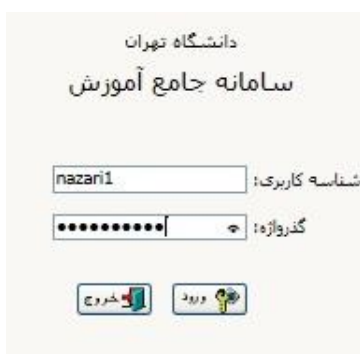 دانشگاه تهران
سامانه جامع آموزش
شناسه کاربری: nazari1
گذرواژه: ●●●●●●●●●●
ورود خروج